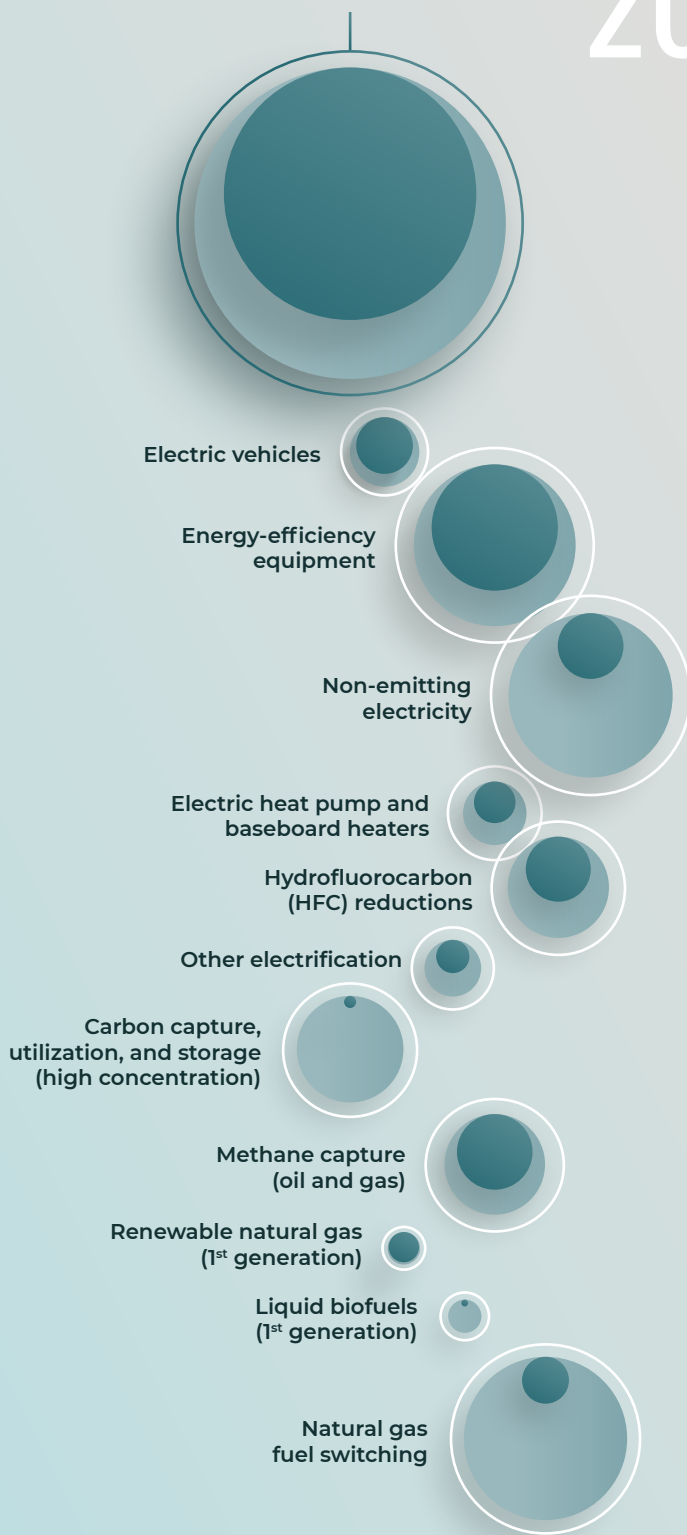 Electric vehicles
Energy-efficiency
equipment
Non-emitting
electricity
Electric heat pump and
baseboard heaters
Hydrofluorocarbon
(HFC) reductions
Other electrification
Carbon capture,
utilization, and storage
(high concentration)
Methane capture
(oil and gas)
Renewable natural gas
(1st generation)
Liquid biofuels
(1st generation)
Natural gas
fuel switching